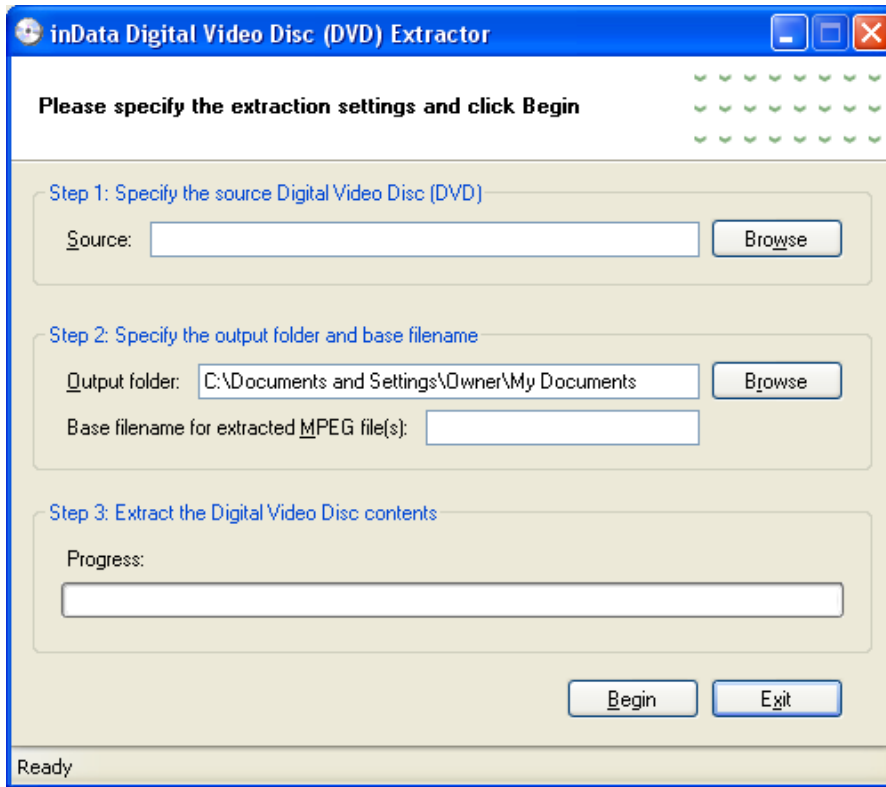 inData Digital Video Disc (DVD) Extractor
Please specify the extraction settings and click Begin
Step 1: Specify the source Digital Video Disc (DVD)
Source: Browse
Step 2: Specify the output folder and base filename
Output folder: C:\Documents and Settings\Owner\My Documents Browse
Base filename for extracted MPEG file(s):
Step 3: Extract the Digital Video Disc contents
Progress:
Begin Exit
Ready